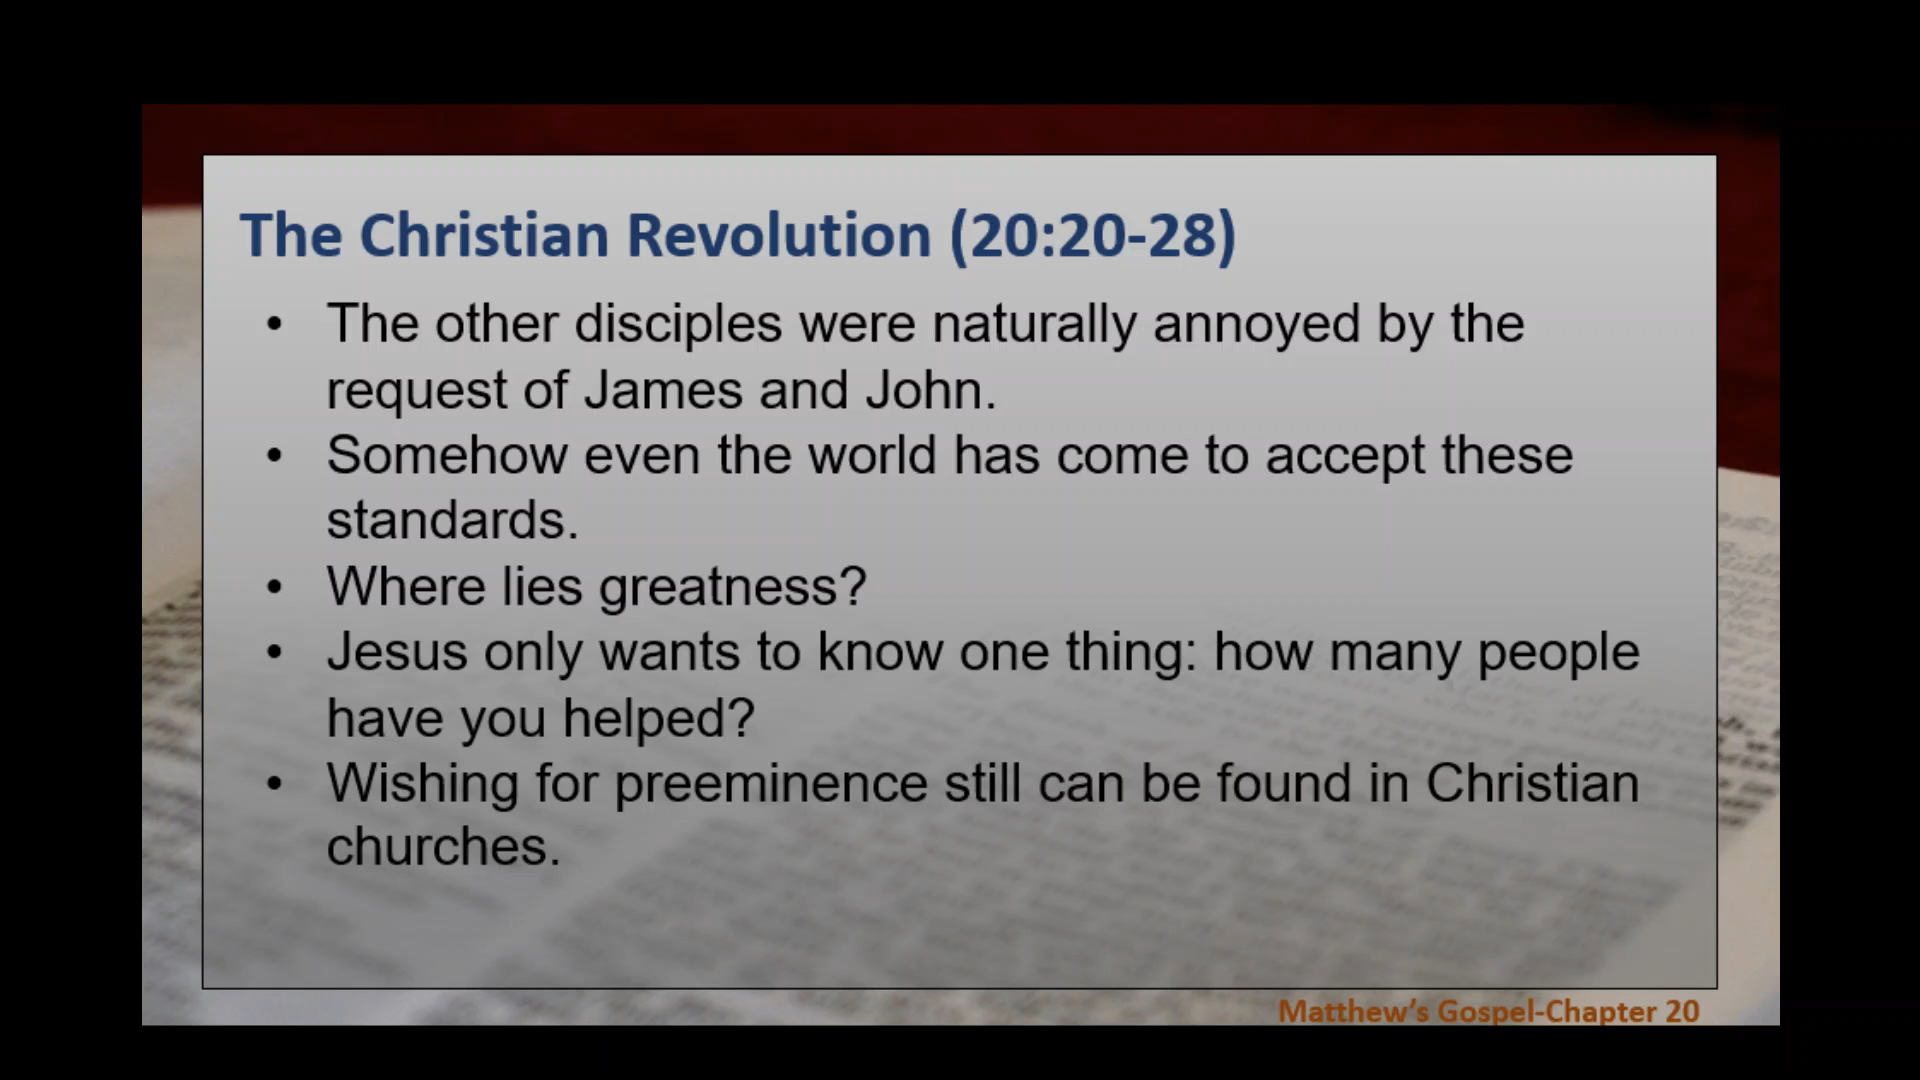 The Christian Revolution (20:20-28)
• The other disciples were naturally annoyed by the
request of James and John.
• Somehow even the world has come to accept these
standards.
• Where lies greatness?
• Jesus only wants to know one thing: how many people
have you helped?
• Wishing for preeminence still can be found in Christian
churches.
Matthew’s Gospel-Chapter 20